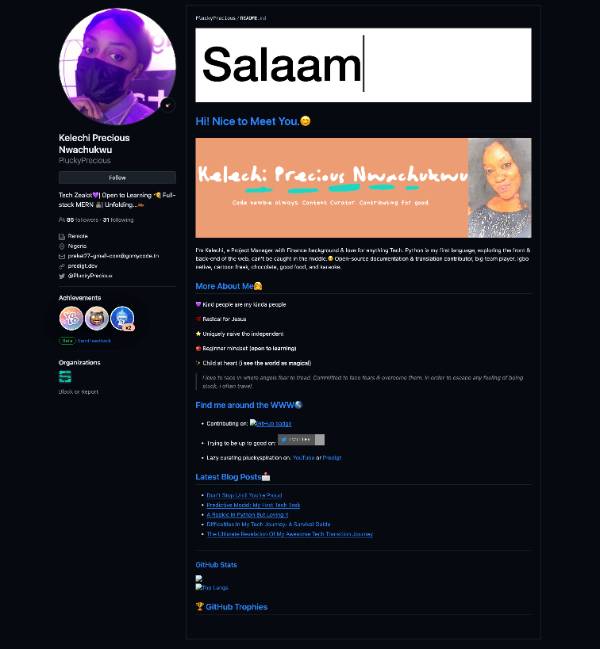 Kelechi Precious
Nwachukwu
PluckyPrecious
Follow
Tech Zealot💜| Open to Learning
Full-
stack MERN
Unfolding...
followers · 31 following
Remote
Nigeria
predigt.dev
@PluckyPrecious
Achievements
x2
Beta
Send feedback
Organizations
Block or Report
PluckyPrecious / README.md
Salaam
Hi! Nice to Meet You.😊
Kelechi Precious Nwachukwu
Code newbie always. Content Curator. Contributing for good.
I'm Kelechi, a Project Manager with Finance background & love for anything Tech. Python is my first language, exploring the front &
back-end of the web, can't be caught in the middle.
Open-source documentation & translation contributor, big team player. Igbo
native, cartoon freak, chocolate, good food, and karaoke.
More About Me🤗
💜 Kind people are my kinda people
Radical for Jesus
⭐ Uniquely naive tho independent
Beginner mindset (open to learning)
Child at heart (i see the world as magical)
I love to race in where angels fear to tread. Committed to face fears & overcome them, in order to escape any feeling of being
stuck, I often travel.
Find me around the WWW🌏
• Contributing on: GitHub Badge
• Trying to be up to good on:
• Lazy curating pluckyspiration on: YouTube or Predigt
Latest Blog Posts📩
• Don't Stop Until You're Proud
• Predictive Model: My First Tech Task
• A Rookie In Python But Loving It
• Difficulties In My Tech Journey: A Survival Guide
• The Ultimate Revelation Of My Awesome Tech Transition Journey
GitHub Stats
Top Langs
🏆GitHub Trophies